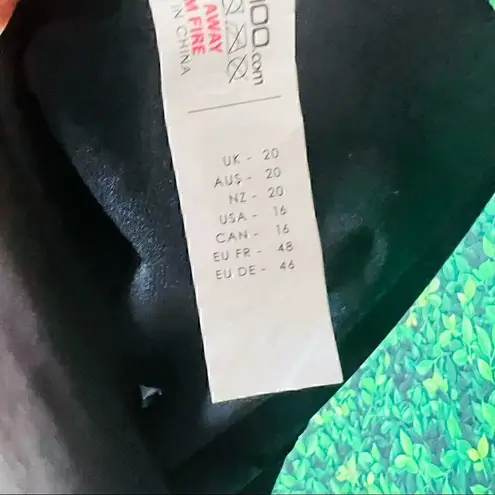 .com
AWAY
M FIRE
IN CHINA
UK - 20
AUS - 20
NZ - 20
USA - 16
CAN - 16
EU FR - 48
EU DE - 46